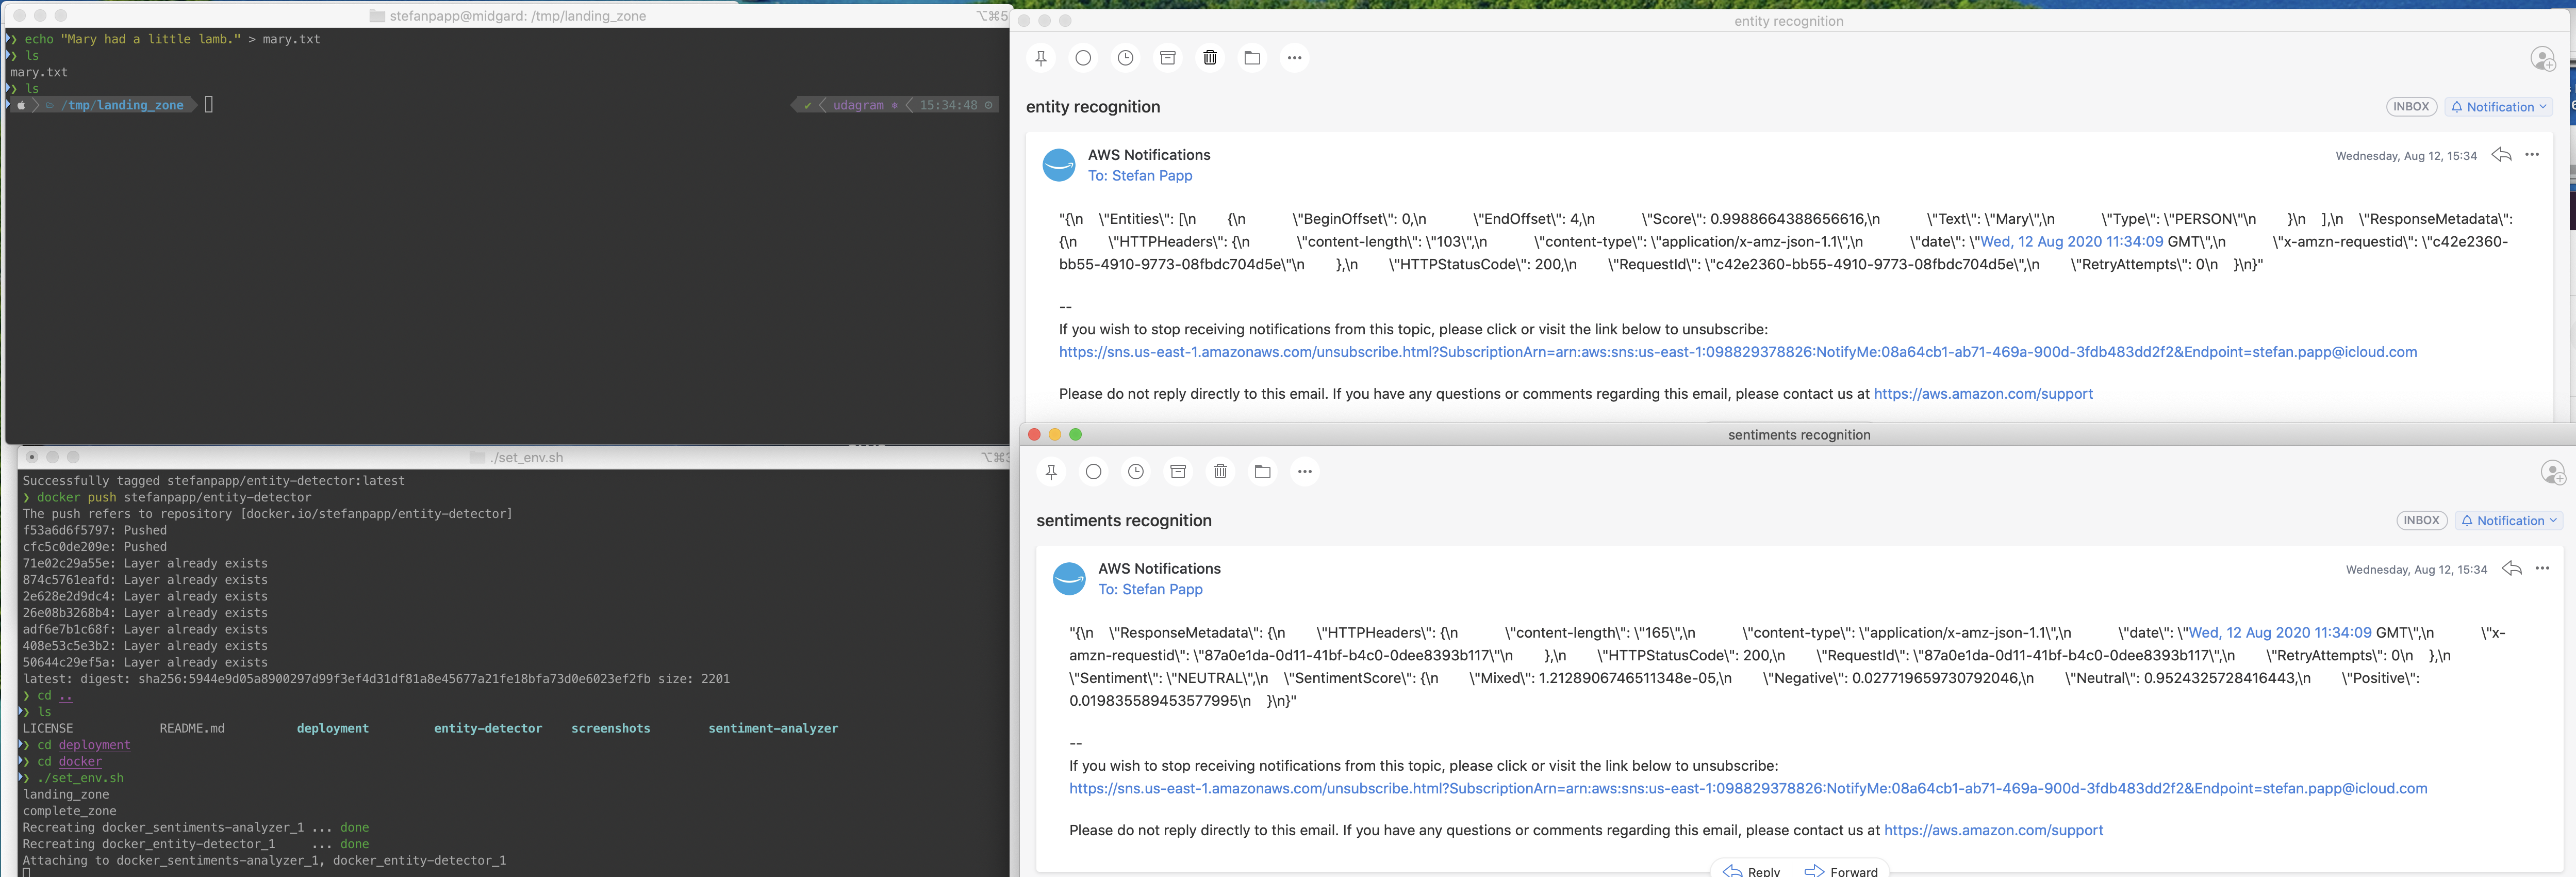 stefanpapp@midgard: /tmp/landing_zone
⌥⌘5
❯ echo "Mary had a little lamb." > mary.txt
❯ ls
mary.txt
❯ ls
/tmp/landing_zone
✔ udagram 15:34:48
entity recognition
entity recognition
INBOX
Notification
AWS Notifications
Wednesday, Aug 12, 15:34
To: Stefan Papp
"{\n \"Entities\": [\n {\n \"BeginOffset\": 0,\n \"EndOffset\": 4,\n \"Score\": 0.9988664388656616,\n \"Text\": \"Mary\",\n \"Type\": \"PERSON\"\n }\n ],\n \"ResponseMetadata\":
{\n \"HTTPHeaders\": {\n \"content-length\": \"103\",\n \"content-type\": \"application/x-amz-json-1.1\",\n \"date\": \"Wed, 12 Aug 2020 11:34:09 GMT\",\n \"x-amzn-requestid\": \"c42e2360-
bb55-4910-9773-08fbdc704d5e\"\n },\n \"HTTPStatusCode\": 200,\n \"RequestId\": \"c42e2360-bb55-4910-9773-08fbdc704d5e\",\n \"RetryAttempts\": 0\n }\n}"
--
If you wish to stop receiving notifications from this topic, please click or visit the link below to unsubscribe:
https://sns.us-east-1.amazonaws.com/unsubscribe.html?SubscriptionArn=arn:aws:sns:us-east-1:098829378826:NotifyMe:08a64cb1-ab71-469a-900d-3fdb483dd2f2&Endpoint=stefan.papp@icloud.com
Please do not reply directly to this email. If you have any questions or comments regarding this email, please contact us at https://aws.amazon.com/support
./set_env.sh
Successfully tagged stefanpapp/entity-detector:latest
❯ docker push stefanpapp/entity-detector
The push refers to repository [docker.io/stefanpapp/entity-detector]
f53a6d6f5797: Pushed
cfc5c0de209e: Pushed
71e02c29a55e: Layer already exists
874c5761eafd: Layer already exists
2e628e2d9dc4: Layer already exists
26e08b3268b4: Layer already exists
adf6e7b1c68f: Layer already exists
408e53c5e3b2: Layer already exists
50644c29ef5a: Layer already exists
latest: digest: sha256:5944e9d05a8900297d99f3ef4d31df81a8e45677a21fe18bfa73d0e6023ef2fb size: 2201
❯ cd ..
❯ ls
LICENSE README.md deployment entity-detector screenshots sentiment-analyzer
❯ cd deployment
❯ cd docker
❯ ./set_env.sh
landing_zone
complete_zone
Recreating docker_sentiments-analyzer_1 ... done
Recreating docker_entity-detector_1 ... done
Attaching to docker_sentiments-analyzer_1, docker_entity-detector_1
sentiments recognition
sentiments recognition
INBOX
Notification
AWS Notifications
Wednesday, Aug 12, 15:34
To: Stefan Papp
"{\n \"ResponseMetadata\": {\n \"HTTPHeaders\": {\n \"content-length\": \"165\",\n \"content-type\": \"application/x-amz-json-1.1\",\n \"date\": \"Wed, 12 Aug 2020 11:34:09 GMT\",\n \"x-
amzn-requestid\": \"87a0e1da-0d11-41bf-b4c0-0dee8393b117\"\n },\n \"HTTPStatusCode\": 200,\n \"RequestId\": \"87a0e1da-0d11-41bf-b4c0-0dee8393b117\",\n \"RetryAttempts\": 0\n },\n
\"Sentiment\": \"NEUTRAL\",\n \"SentimentScore\": {\n \"Mixed\": 1.2128906746511348e-05,\n \"Negative\": 0.027719659730792046,\n \"Neutral\": 0.9524325728416443,\n \"Positive\":
0.019835589453577995\n }\n}"
--
If you wish to stop receiving notifications from this topic, please click or visit the link below to unsubscribe:
https://sns.us-east-1.amazonaws.com/unsubscribe.html?SubscriptionArn=arn:aws:sns:us-east-1:098829378826:NotifyMe:08a64cb1-ab71-469a-900d-3fdb483dd2f2&Endpoint=stefan.papp@icloud.com
Please do not reply directly to this email. If you have any questions or comments regarding this email, please contact us at https://aws.amazon.com/support
Reply
Forward